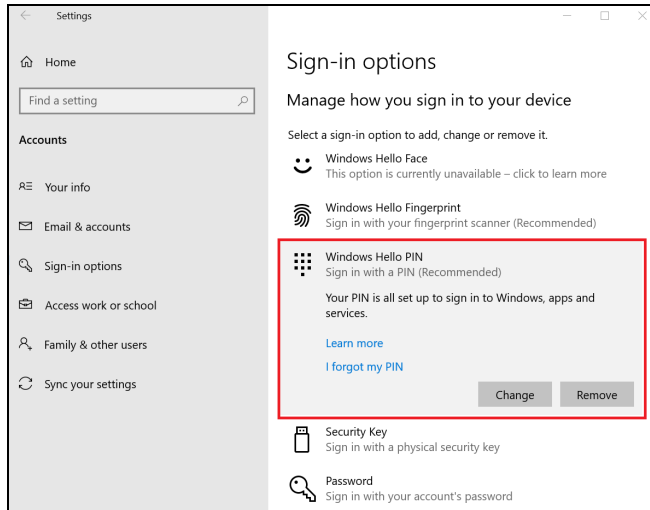 Settings
Home
Find a setting
Accounts
Your info
Email & accounts
Sign-in options
Access work or school
Family & other users
Sync your settings
Sign-in options
Manage how you sign in to your device
Select a sign-in option to add, change or remove it.
Windows Hello Face
This option is currently unavailable – click to learn more
Windows Hello Fingerprint
Sign in with your fingerprint scanner (Recommended)
Windows Hello PIN
Sign in with a PIN (Recommended)
Your PIN is all set up to sign in to Windows, apps and
services.
Learn more
I forgot my PIN
Change Remove
Security Key
Sign in with a physical security key
Password
Sign in with your account's password